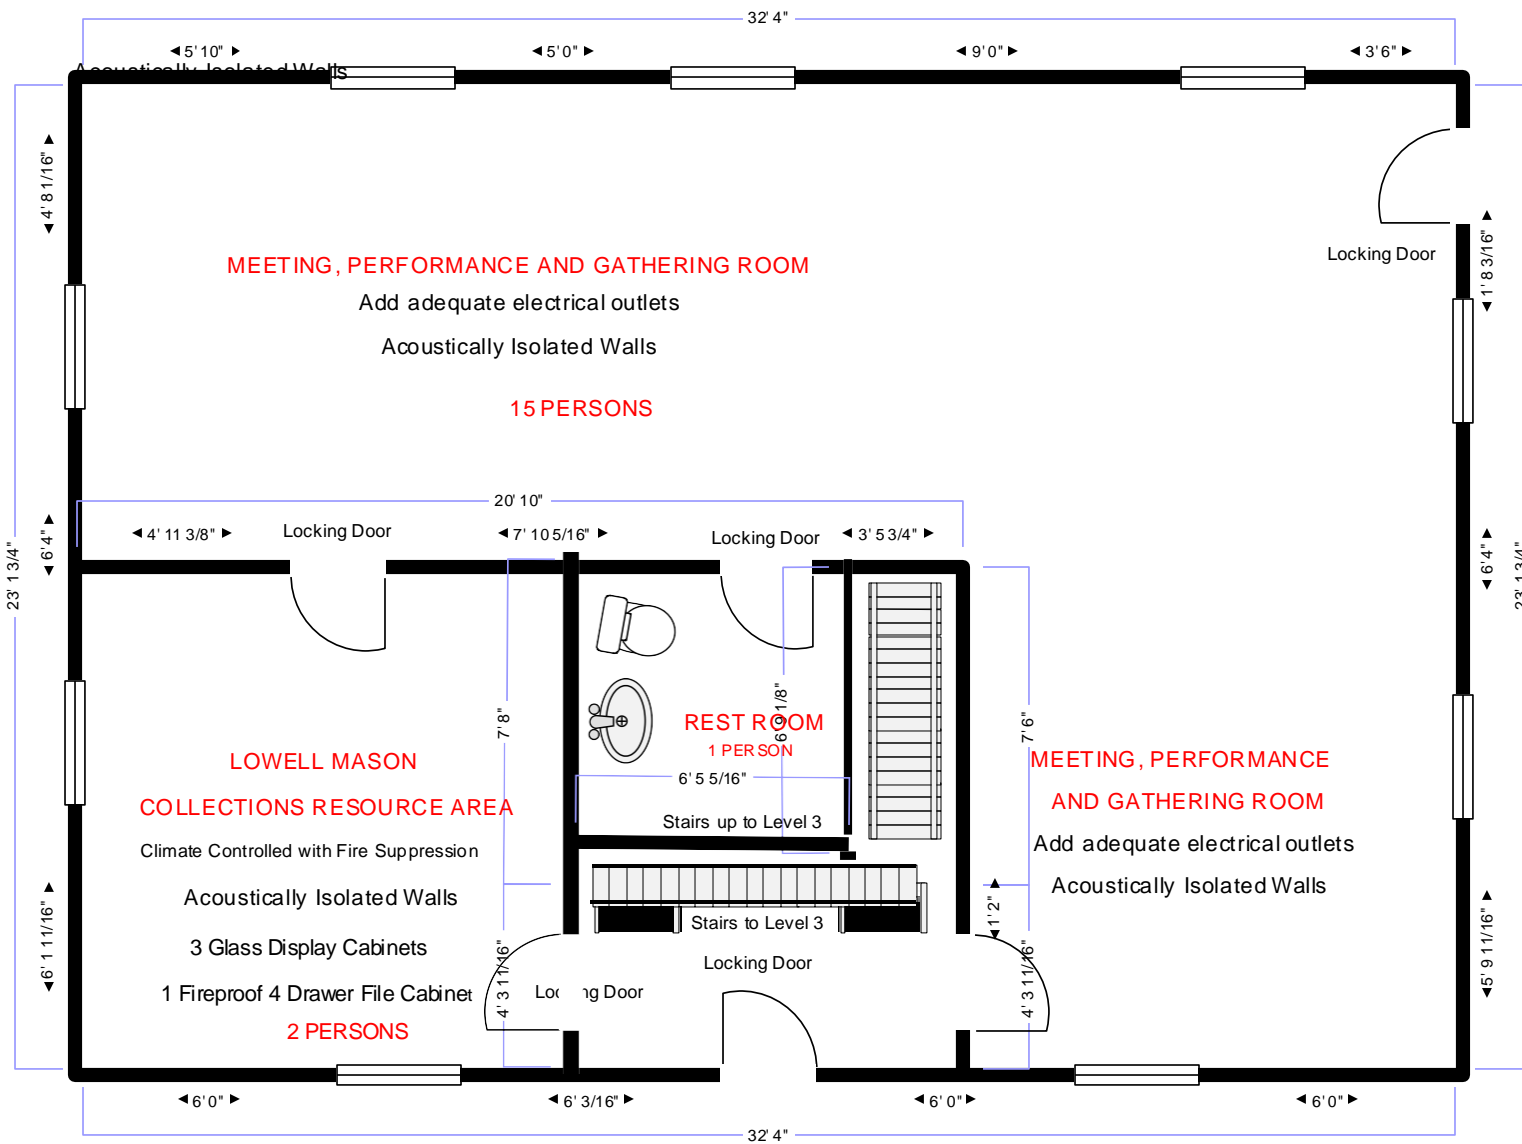 32' 4"
5' 10"
5' 0"
9' 0"
3' 6"
Acoustically Isolated Walls
4' 8 1/16"
1' 8 3/16"
Locking Door
MEETING, PERFORMANCE AND GATHERING ROOM
Add adequate electrical outlets
Acoustically Isolated Walls
15 PERSONS
20' 10"
4' 11 3/8"
Locking Door
7' 10 5/16"
Locking Door
3' 5 3/4"
6' 4"
6' 4"
23' 1 3/4"
23' 1 3/4"
7' 8"
6' 9 1/8"
7' 6"
REST ROOM
1 PERSON
6' 5 5/16"
Stairs up to Level 3
LOWELL MASON
COLLECTIONS RESOURCE AREA
Climate Controlled with Fire Suppression
Acoustically Isolated Walls
3 Glass Display Cabinets
1 Fireproof 4 Drawer File Cabinet
2 PERSONS
MEETING, PERFORMANCE
AND GATHERING ROOM
Add adequate electrical outlets
Acoustically Isolated Walls
Stairs to Level 3
Locking Door
Locking Door
1' 2"
6' 1 11/16"
4' 3 11/16"
4' 3 11/16"
5' 9 11/16"
6' 0"
6' 3/16"
6' 0"
6' 0"
32' 4"